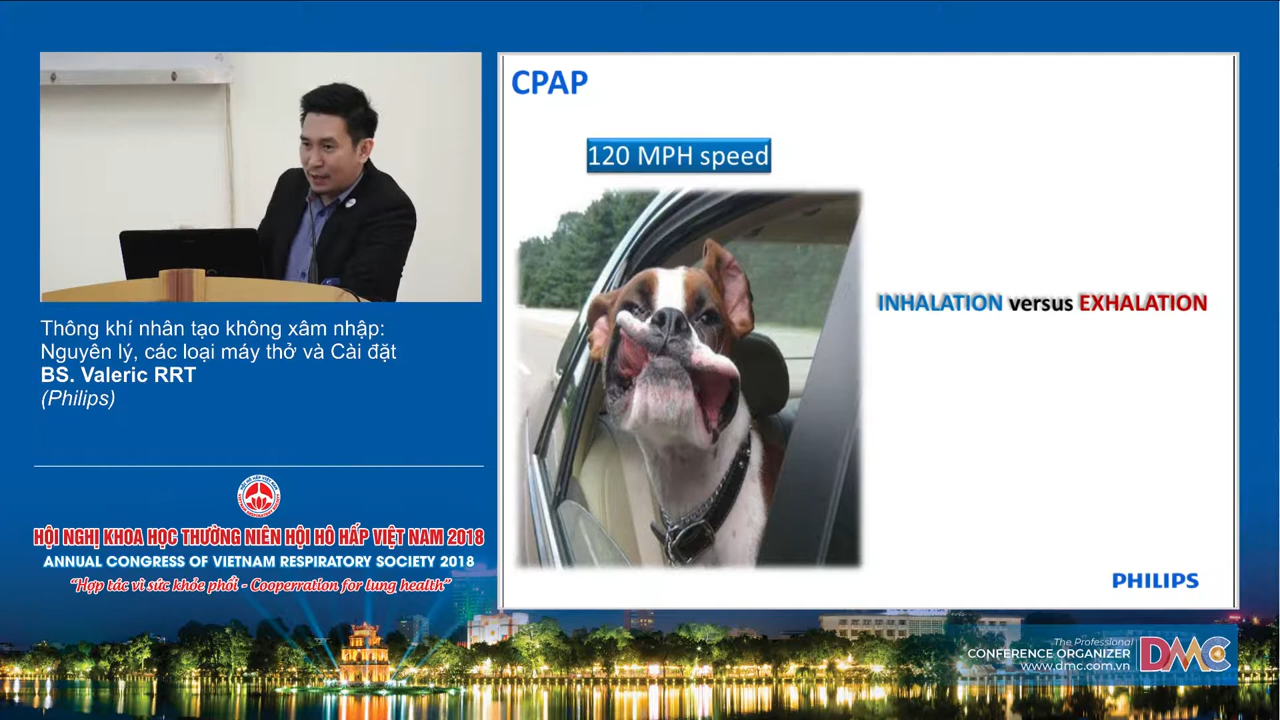 CPAP
120 MPH speed
INHALATION versus EXHALATION
PHILIPS
Thông khí nhân tạo không xâm nhập:
Nguyên lý, các loại máy thở và Cài đặt
BS. Valeric RRT
(Philips)
HỘI NGHỊ KHOA HỌC THƯỜNG NIÊN HỘI HÔ HẤP VIỆT NAM 2018
ANNUAL CONGRESS OF VIETNAM RESPIRATORY SOCIETY 2018
"Hợp tác vì sức khỏe phổi - Cooperration for lung health"
The Professional
CONFERENCE ORGANIZER
www.dmc.com.vn
DMC